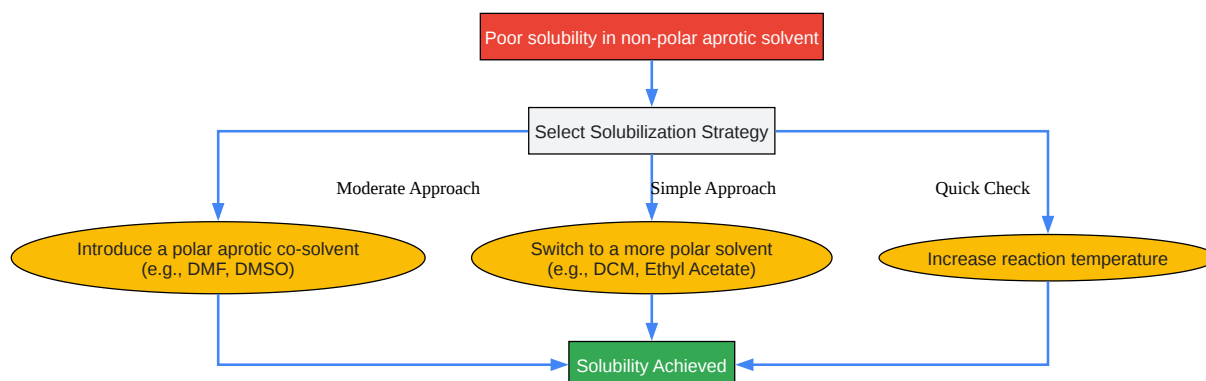 Poor solubility in non-polar aprotic solvent
Select Solubilization Strategy
Moderate Approach
Simple Approach
Quick Check
Introduce a polar aprotic co-solvent
(e.g., DMF, DMSO)
Switch to a more polar solvent
(e.g., DCM, Ethyl Acetate)
Increase reaction temperature
Solubility Achieved